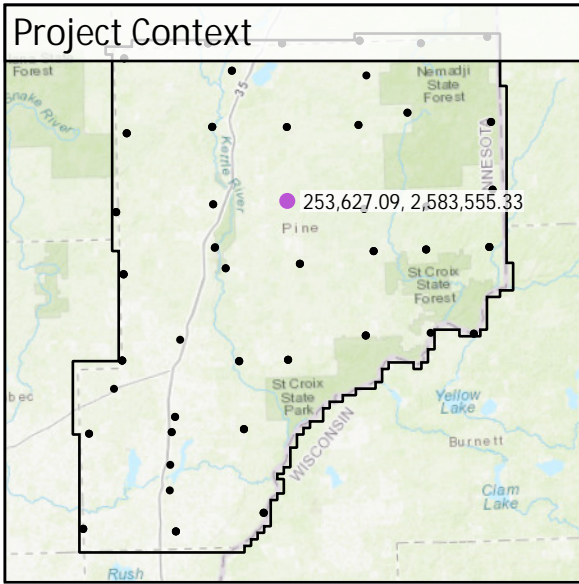 Project Context
Forest
Nemadji
State
Forest
Snake River
35
MINNESOTA
Kettle River
253,627.09, 2,583,555.33
Pine
St Croix
State
Forest
St Croix
State
Park
Yellow
Lake
WISCONSIN
Burnett
Clam
Lake
Rush